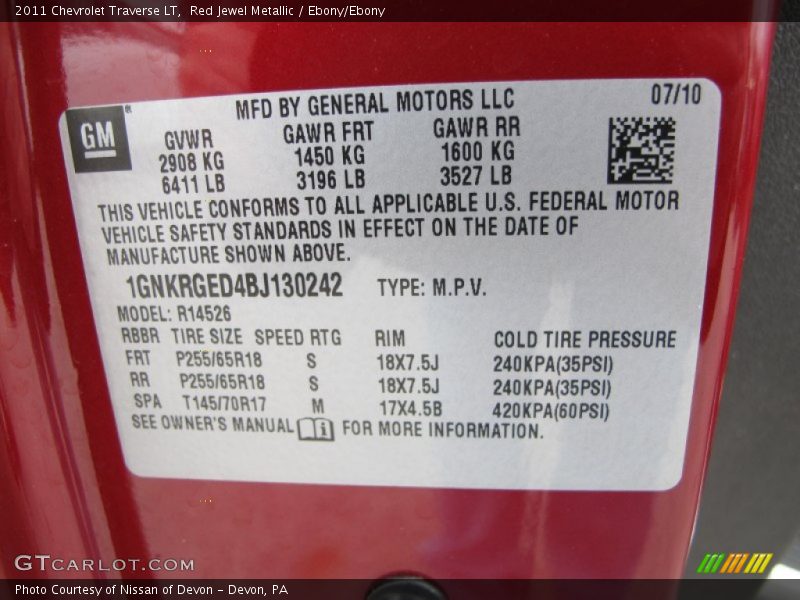 2011 Chevrolet Traverse LT,  Red Jewel Metallic / Ebony/Ebony
MFD BY GENERAL MOTORS LLC 07/10
GM®
GVWR GAWR FRT GAWR RR
2908 KG 1450 KG 1600 KG
6411 LB 3196 LB 3527 LB
THIS VEHICLE CONFORMS TO ALL APPLICABLE U.S. FEDERAL MOTOR
VEHICLE SAFETY STANDARDS IN EFFECT ON THE DATE OF
MANUFACTURE SHOWN ABOVE.
1GNKRGED4BJ130242 TYPE: M.P.V.
MODEL: R14526
RBBR TIRE SIZE SPEED RTG RIM COLD TIRE PRESSURE
FRT P255/65R18 S 18X7.5J 240KPA(35PSI)
RR P255/65R18 S 18X7.5J 240KPA(35PSI)
SPA T145/70R17 M 17X4.5B 420KPA(60PSI)
SEE OWNER'S MANUAL i FOR MORE INFORMATION.
GTCARLOT.COM
Photo Courtesy of Nissan of Devon – Devon, PA